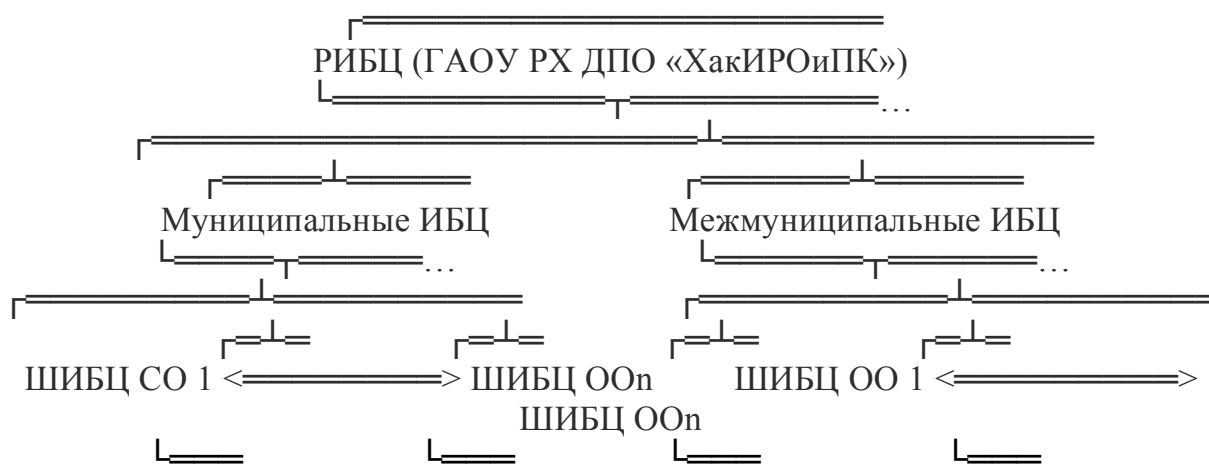 РИБЦ (ГАОУ РХ ДПО «ХакИРОиПК»)
...
Муниципальные ИБЦ Межмуниципальные ИБЦ
... ...
ШИБЦ СО 1 <═════════> ШИБЦ ООn ШИБЦ ОО 1 <═════════>
ШИБЦ ООn